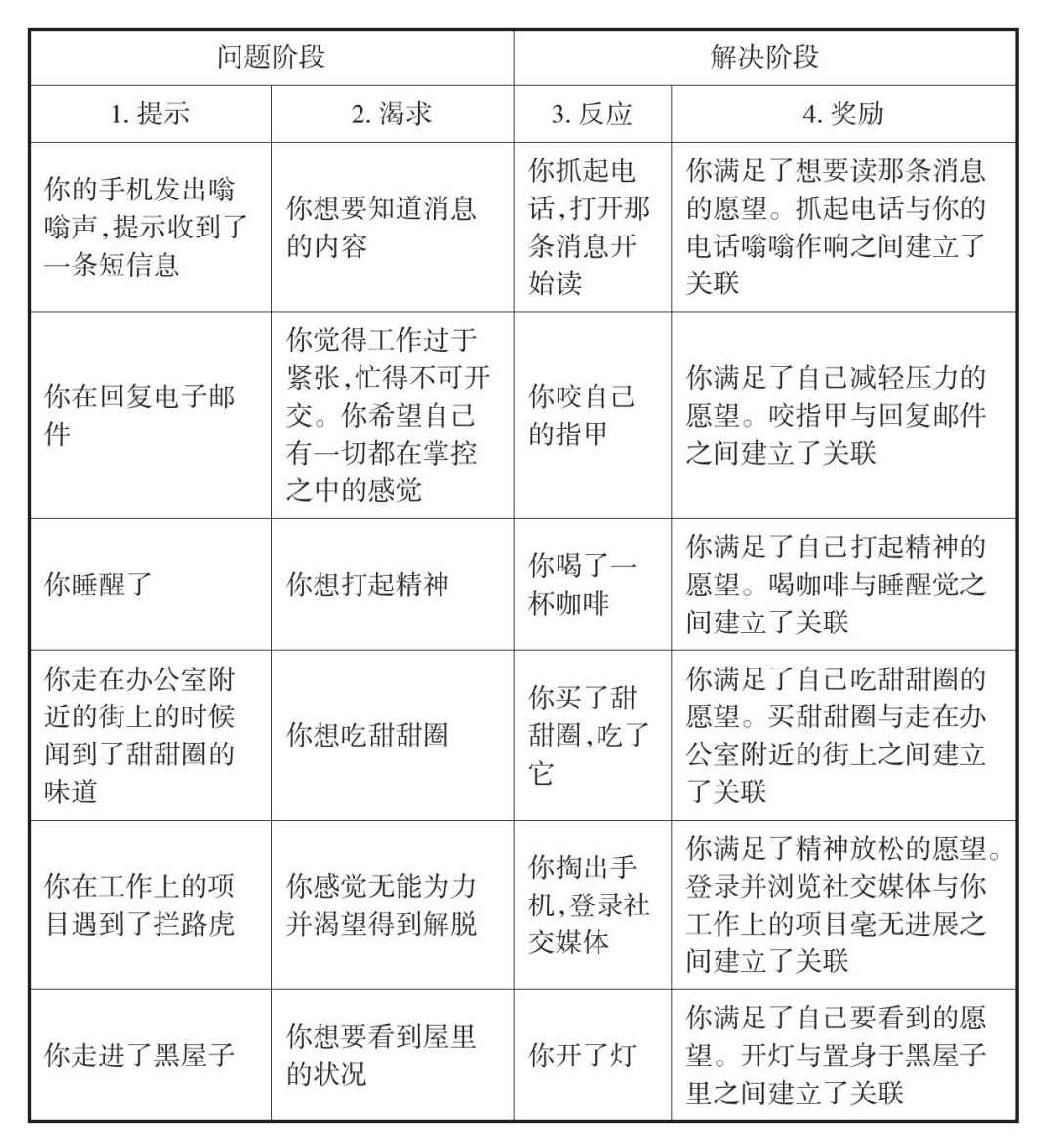 问题阶段
解决阶段
1. 提示
2. 渴求
3. 反应
4. 奖励
你的手机发出嗡
嗡声,提示收到了
一条短信息
你想要知道消息
的内容
你抓起电
话,打开那
条消息开
始读
你满足了想要读那条消息
的愿望。抓起电话与你的
电话嗡嗡作响之间建立了
关联
你在回复电子邮
件
你觉得工作过于
紧张,忙得不可开
交。你希望自己
有一切都在掌控
之中的感觉
你咬自己
的指甲
你满足了自己减轻压力的
愿望。咬指甲与回复邮件
之间建立了关联
你睡醒了
你想打起精神
你喝了一
杯咖啡
你满足了自己打起精神的
愿望。喝咖啡与睡醒觉之
间建立了关联
你走在办公室附
近的街上的时候
闻到了甜甜圈的
味道
你想吃甜甜圈
你买了甜
甜圈,吃了
它
你满足了自己吃甜甜圈的
愿望。买甜甜圈与走在办
公室附近的街上之间建立
了关联
你在工作上的项
目遇到了拦路虎
你感觉无能为力
并渴望得到解脱
你掏出手
机,登录社
交媒体
你满足了精神放松的愿望。
登录并浏览社交媒体与你
工作上的项目毫无进展之
间建立了关联
你走进了黑屋子
你想要看到屋里
的状况
你开了灯
你满足了自己要看到的愿
望。开灯与置身于黑屋子
里之间建立了关联